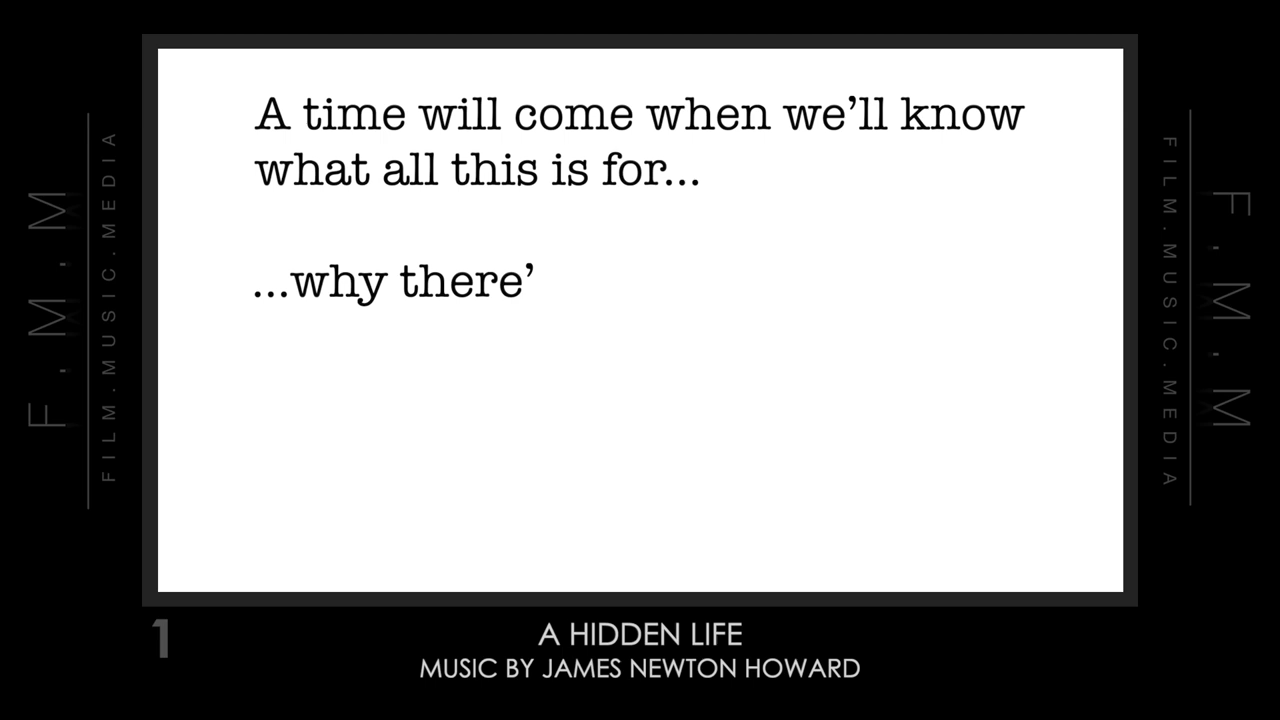 A time will come when we’ll know
what all this is for...
...why there’
F.M.M
FILM.MUSIC.MEDIA
F.M.M
FILM.MUSIC.MEDIA
1
A HIDDEN LIFE
MUSIC BY JAMES NEWTON HOWARD